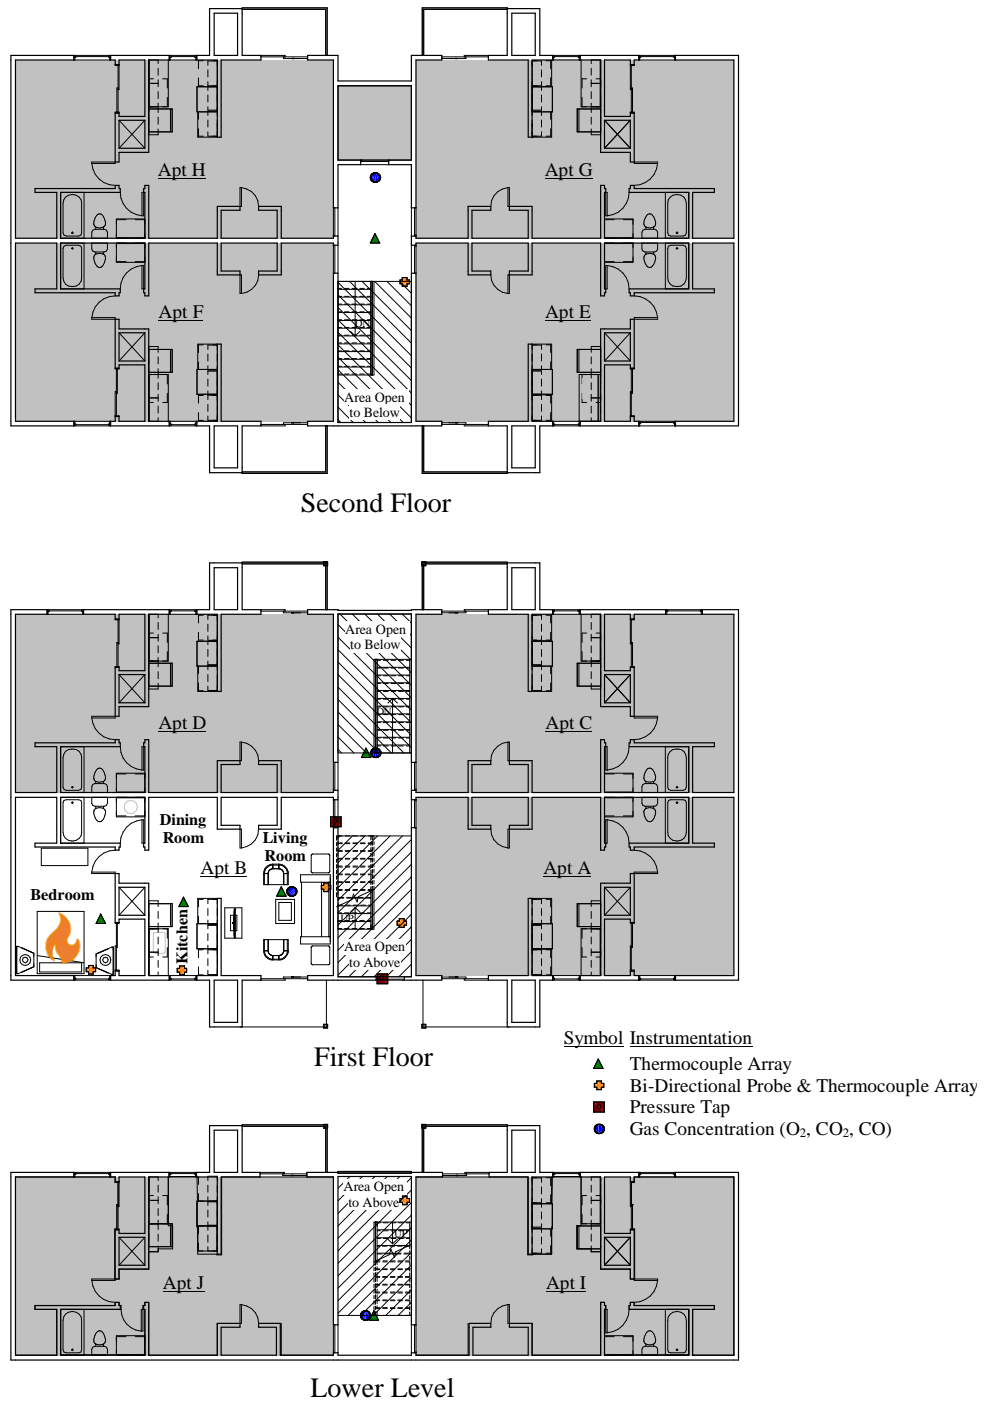 Apt H
Apt G
Apt F
Apt E
Area Open
to Below
Second Floor
Area Open
to Below
Apt D
Apt C
Dining
Room
Living
Room
Apt B
Apt A
Bedroom
Kitchen
UP
Area Open
to Above
First Floor
Symbol Instrumentation
Thermocouple Array
Bi-Directional Probe & Thermocouple Array
Pressure Tap
Gas Concentration (O₂, CO₂, CO)
Area Open
to Above
UP
Apt J
Apt I
Lower Level